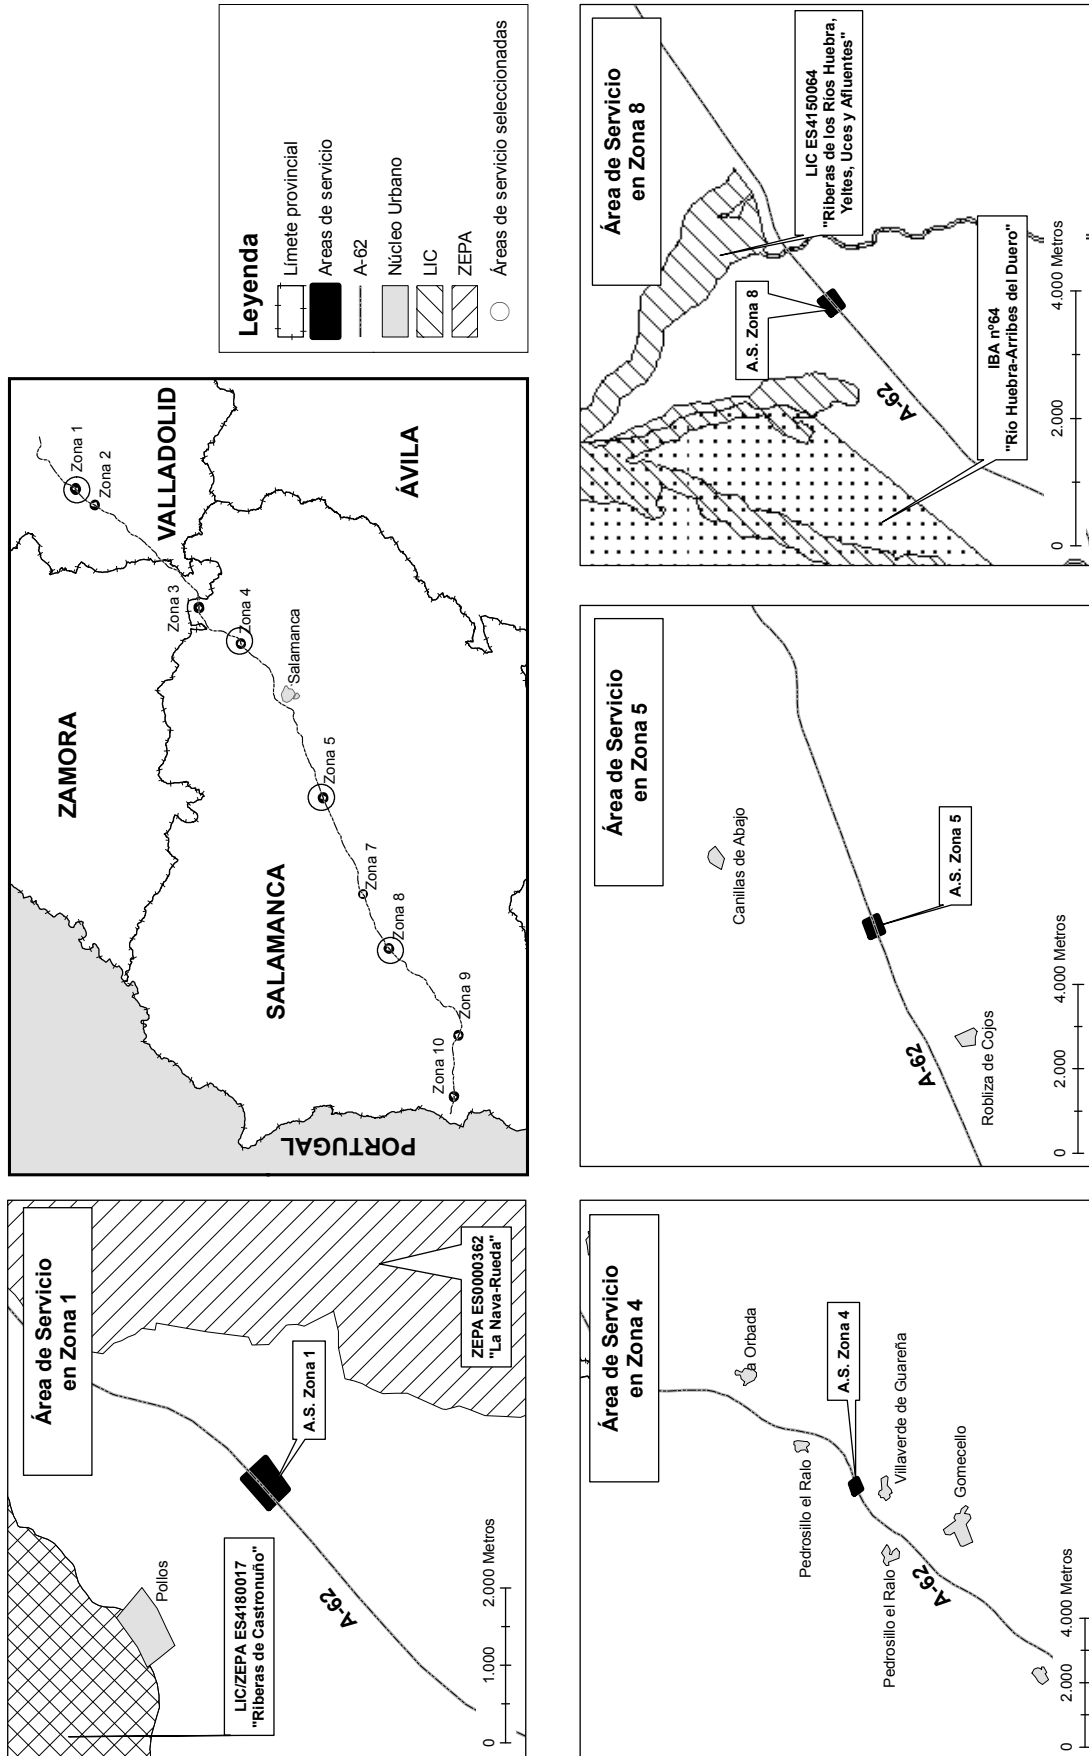 Área de Servicio
en Zona 1
LIC/ZEPA ES4180017
"Riberas de Castronuño"
Pollos
A-62
A.S. Zona 1
ZEPA ES0000362
"La Nava-Rueda"
0
1.000
2.000 Metros
ZAMORA
VALLADOLID
SALAMANCA
ÁVILA
PORTUGAL
Zona 1
Zona 2
Zona 3
Zona 4
Salamanca
Zona 5
Zona 7
Zona 8
Zona 9
Zona 10
Leyenda
Límete provincial
Areas de servicio
A-62
Núcleo Urbano
LIC
ZEPA
Áreas de servicio seleccionadas
Área de Servicio
en Zona 4
a Orbada
Pedrosillo el Ralo
A.S. Zona 4
Villaverde de Guareña
Pedrosillo el Ralo
Gomecello
A-62
0
2.000
4.000 Metros
Área de Servicio
en Zona 5
Canillas de Abajo
A.S. Zona 5
A-62
Robliza de Cojos
0
2.000
4.000 Metros
Área de Servicio
en Zona 8
LIC ES4150064
"Riberas de los Ríos Huebra,
Yeltes, Uces y Afluentes"
A.S. Zona 8
A-62
IBA nº64
"Río Huebra-Arribes del Duero"
0
2.000
4.000 Metros